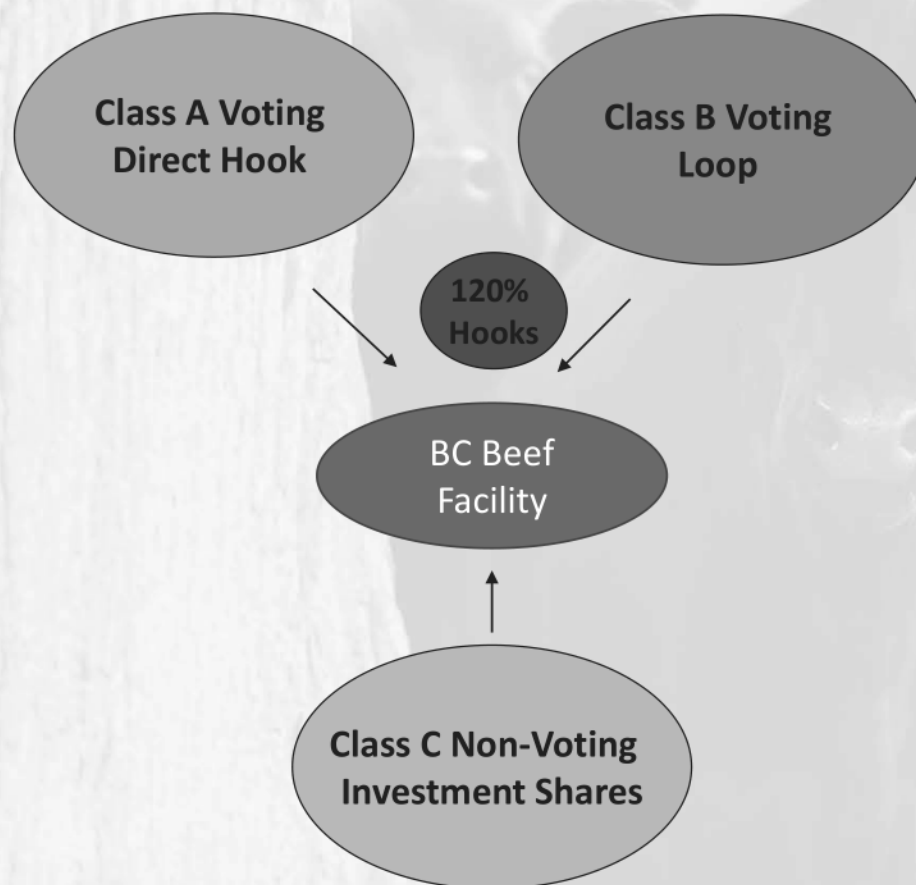 Class A Voting
Direct Hook
Class B Voting
Loop
120%
Hooks
BC Beef
Facility
Class C Non-Voting
Investment Shares